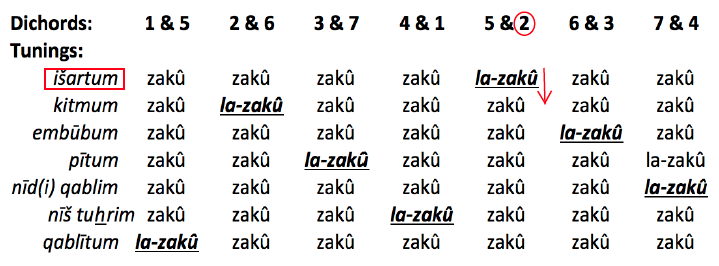 Dichords: 1 & 5 2 & 6 3 & 7 4 & 1 5 & 2 6 & 3 7 & 4
Tunings:
išartum zakû zakû zakû zakû la-zakû zakû zakû
kitmum zakû la-zakû zakû zakû zakû zakû zakû
embūbum zakû zakû zakû zakû zakû la-zakû zakû
pītum zakû zakû la-zakû zakû zakû zakû la-zakû
nīd(i) qablim zakû zakû zakû zakû zakû zakû la-zakû
nīš tuḫrim zakû zakû zakû la-zakû zakû zakû zakû
qablītum la-zakû zakû zakû zakû zakû zakû zakû